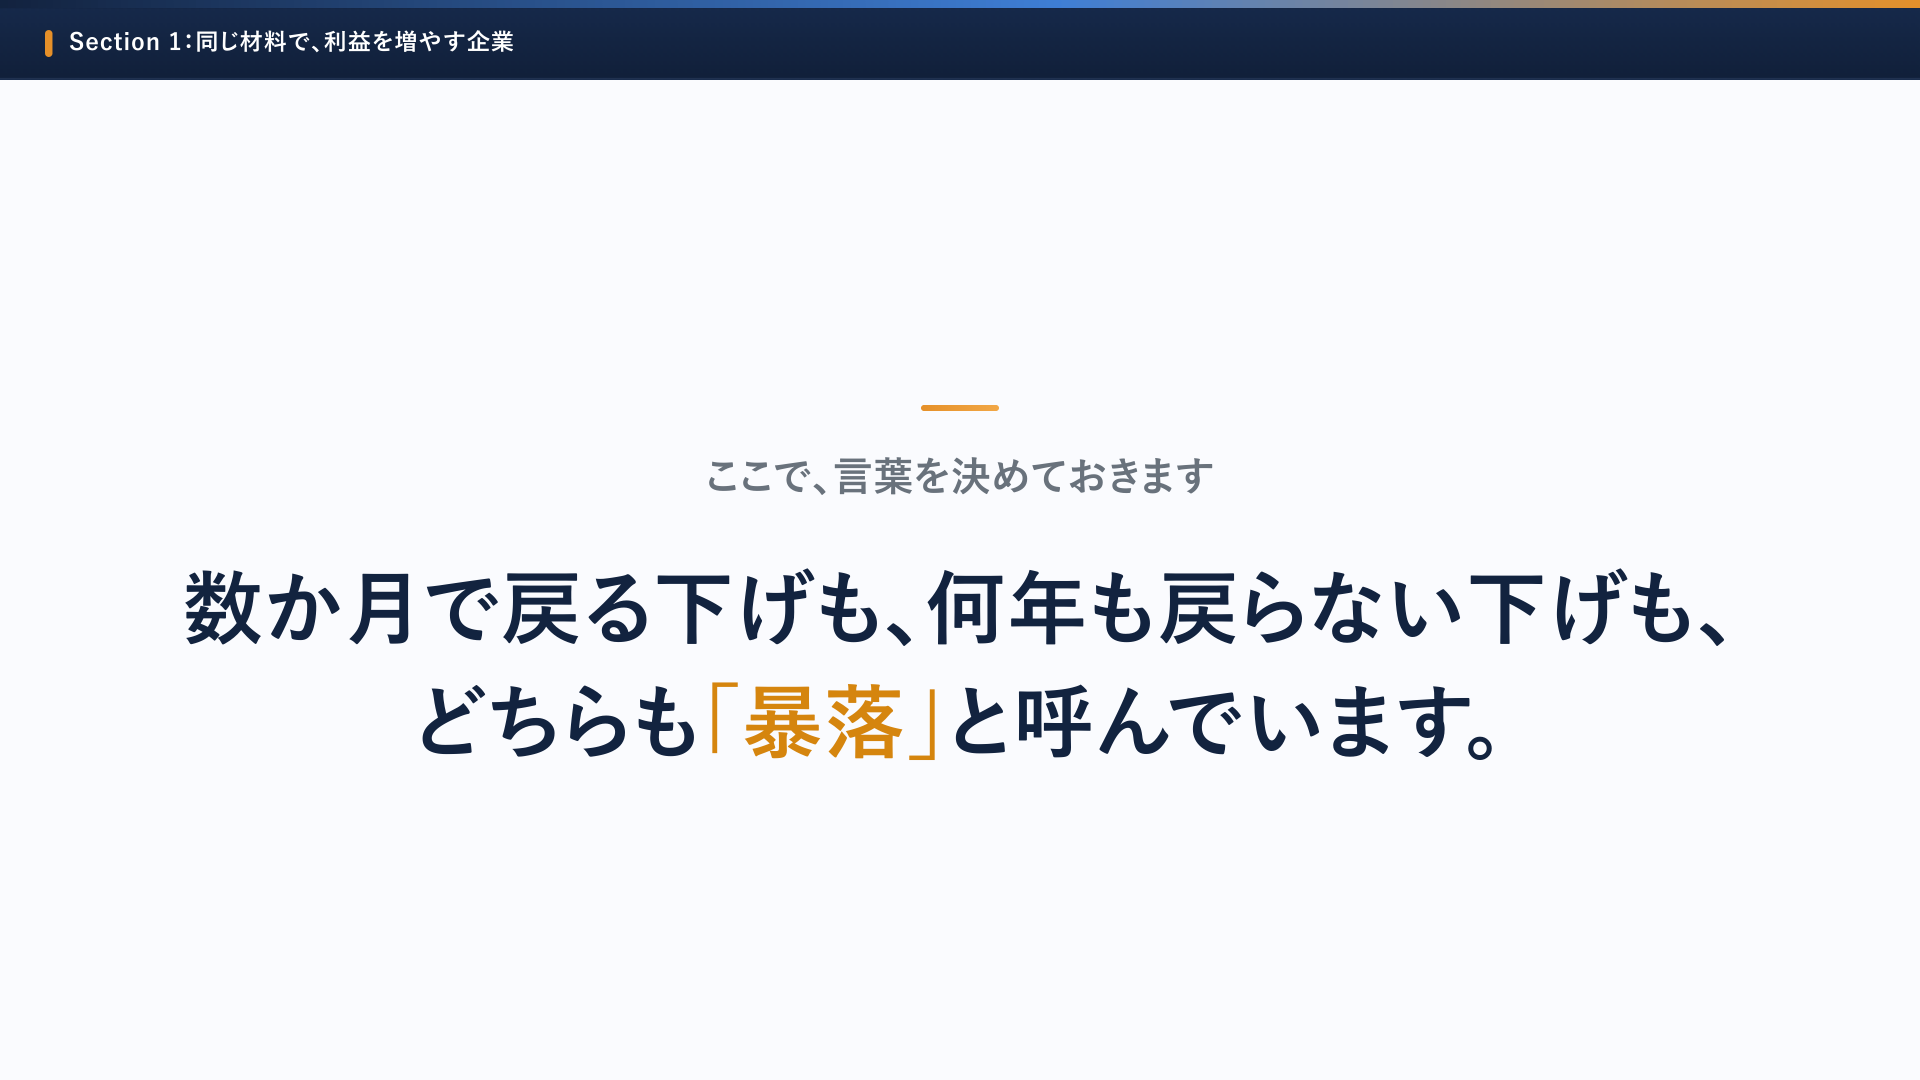 Section 1：同じ材料で、利益を増やす企業
ここで、言葉を決めておきます
数か月で戻る下げも、何年も戻らない下げも、
どちらも「暴落」と呼んでいます。